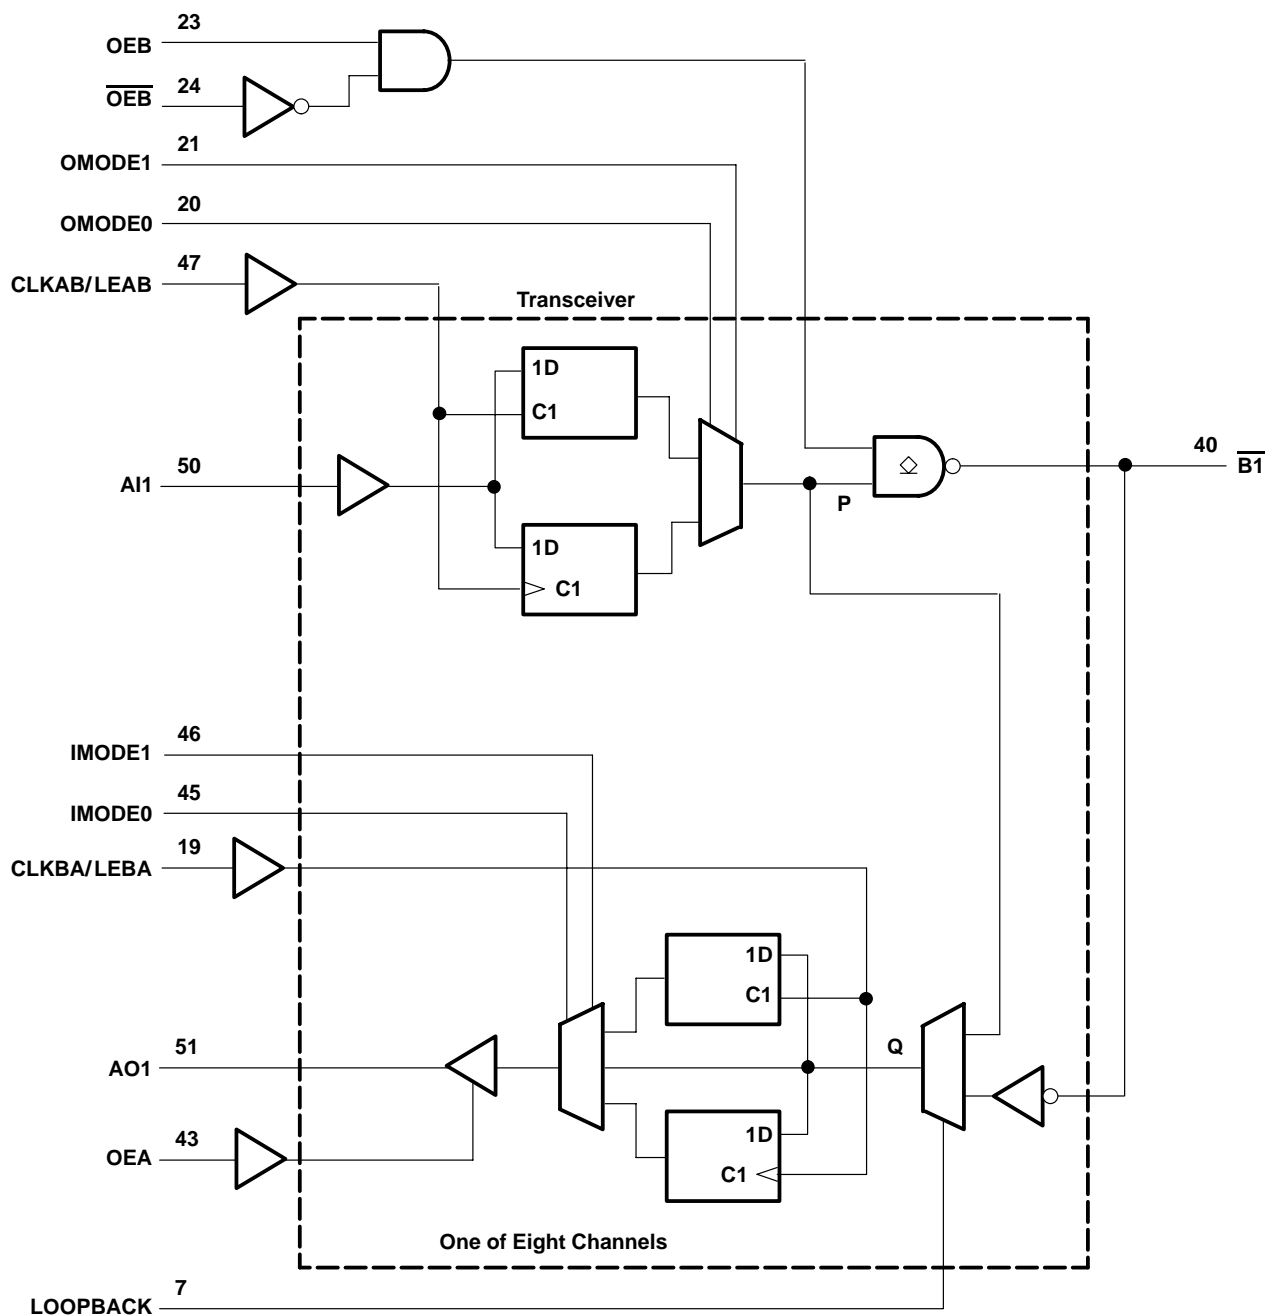 23
OEB
24
O̅E̅B̅
21
OMODE1
20
OMODE0
47
CLKAB/LEAB
Transceiver
1D
C1
50
AI1
40
B̅1̅
P
1D
C1
46
IMODE1
45
IMODE0
19
CLKBA/LEBA
1D
C1
51
AO1
Q
43
OEA
1D
C1
One of Eight Channels
7
LOOPBACK